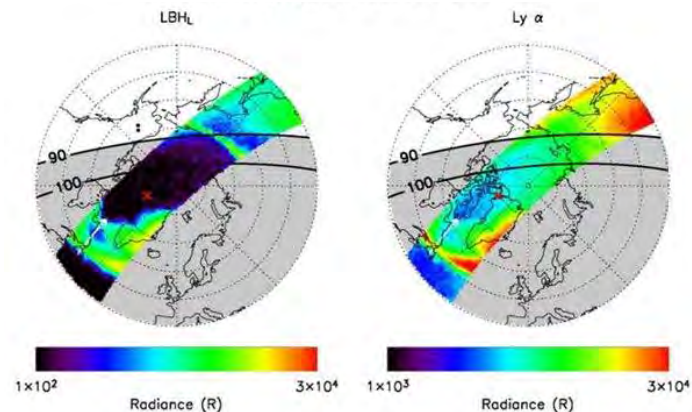 LBH_L
Ly α
90
100
90
100
1×10²
3×10⁴
1×10³
3×10⁴
Radiance (R)
Radiance (R)